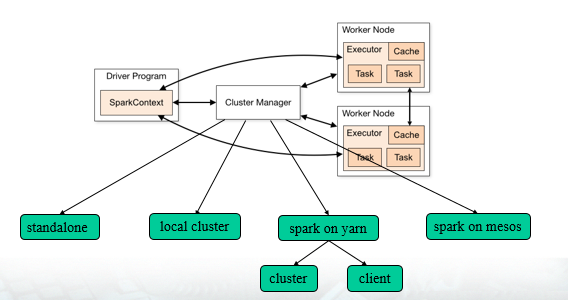 Worker Node
Executor
Cache
Task Task
Driver Program
SparkContext
Cluster Manager
Worker Node
Executor
Cache
Task Task
standalone
local cluster
spark on yarn
spark on mesos
cluster
client